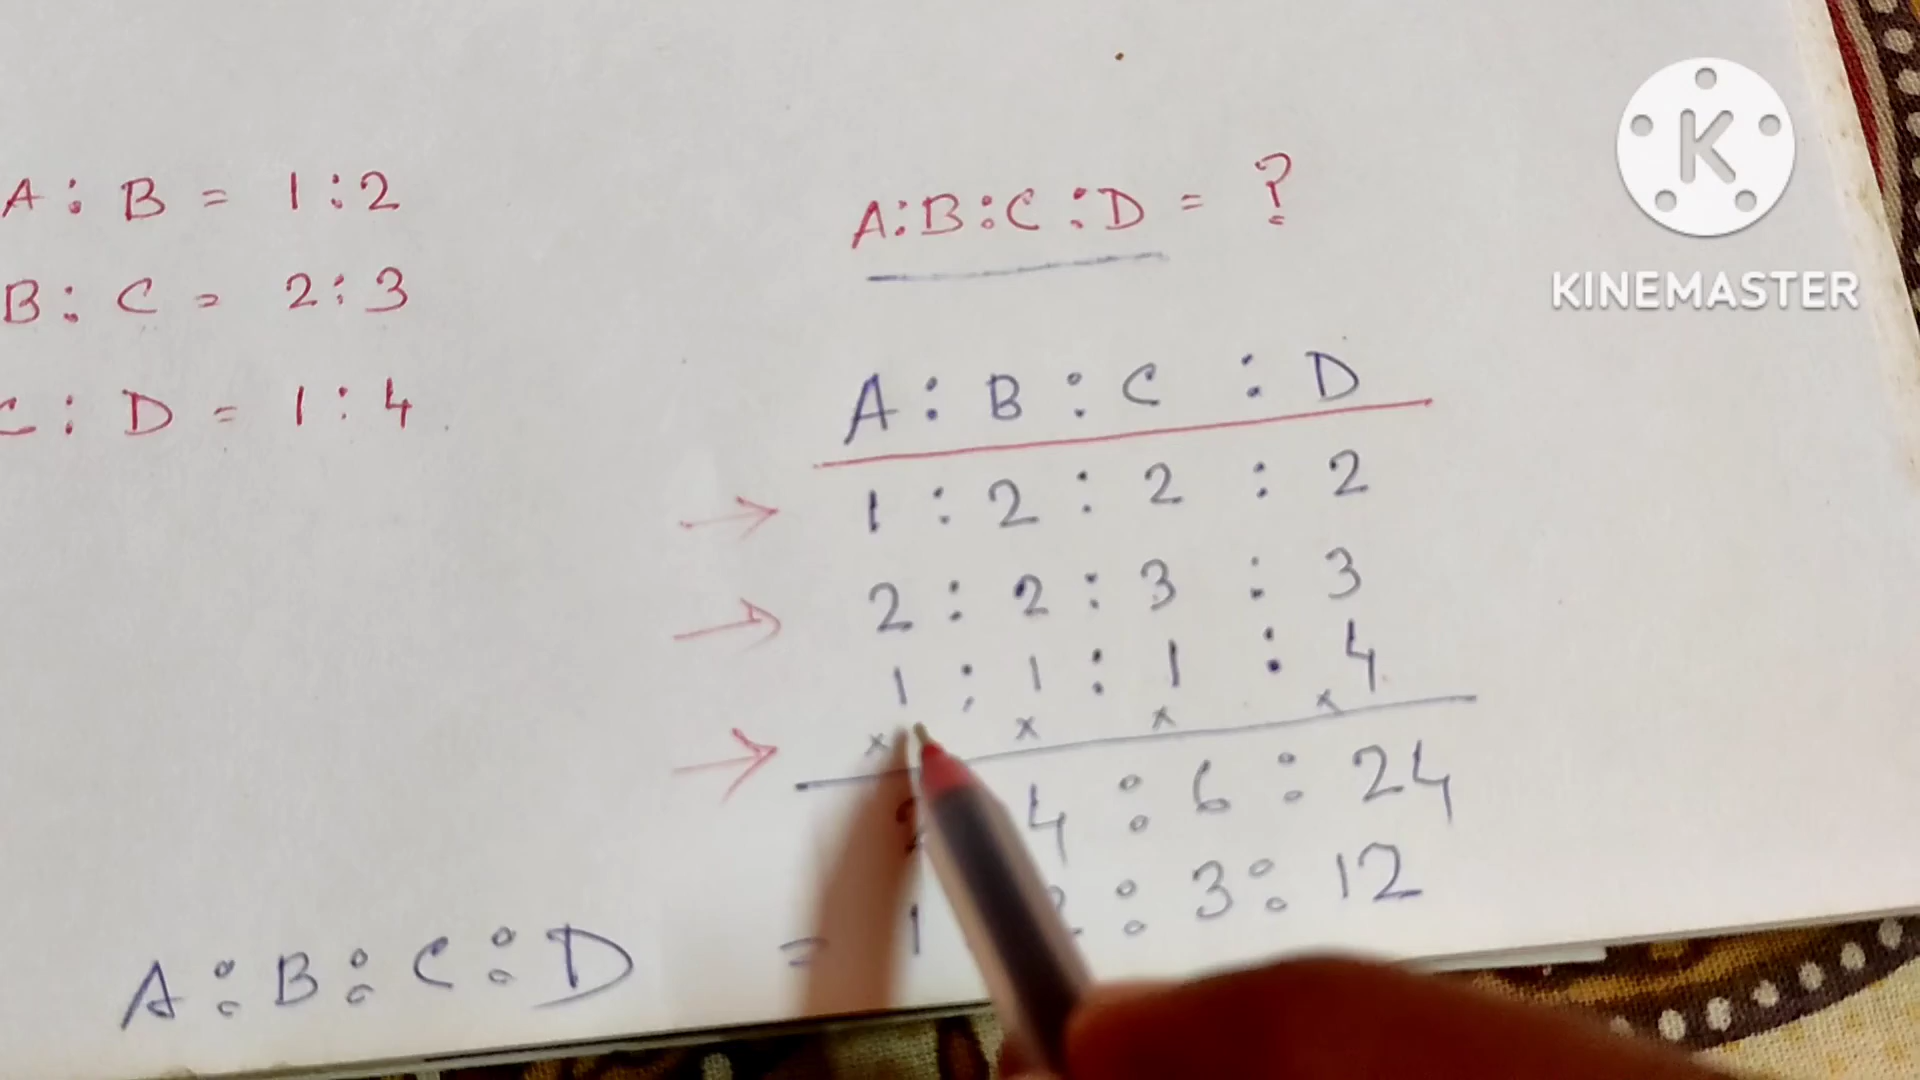 A : B = 1 : 2
B : C = 2 : 3
C : D = 1 : 4
A : B : C : D = ?
KINEMASTER
A : B : C : D
1 : 2 : 2 : 2
2 : 2 : 3 : 3
1 : 1 : 1 : 4
× × × ×
4 : 6 : 24
A : B : C : D = 1 : 3 : 12